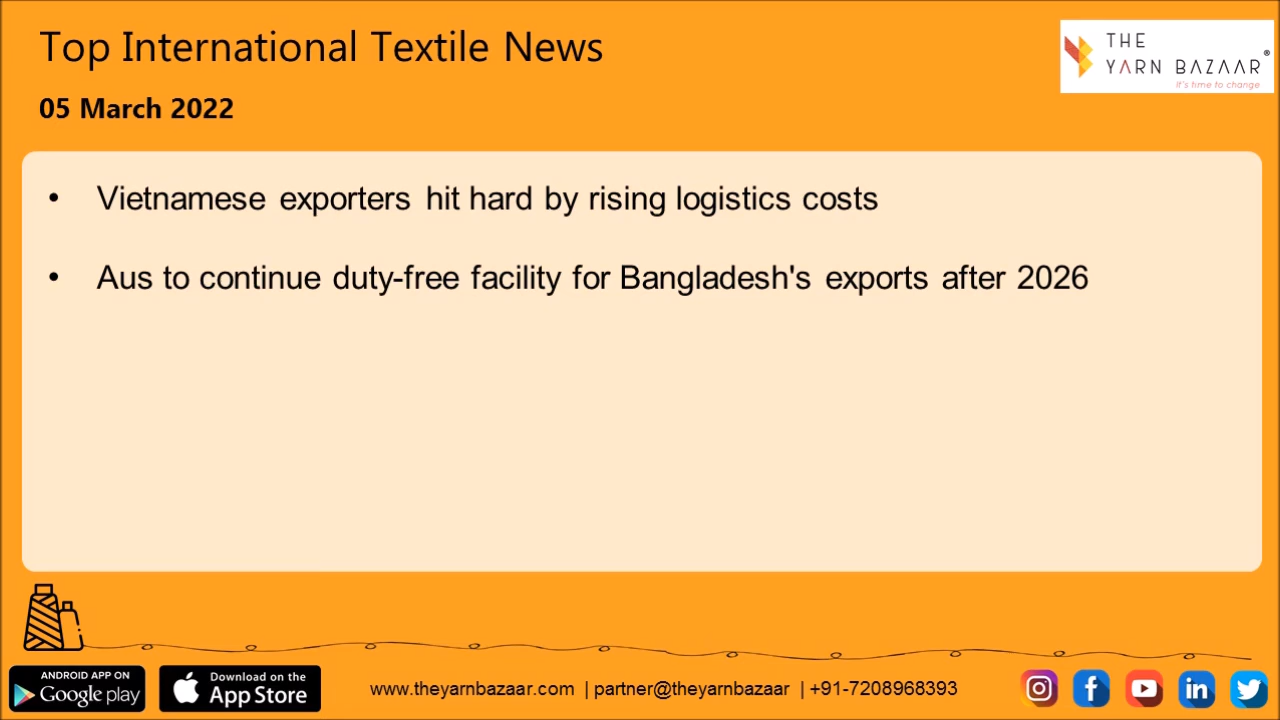 Top International Textile News
THE
YARN BAZAAR®
it's time to change
05 March 2022
• Vietnamese exporters hit hard by rising logistics costs
• Aus to continue duty-free facility for Bangladesh's exports after 2026
ANDROID APP ON
Google play
Download on the
App Store
www.theyarnbazaar.com | partner@theyarnbazaar | +91-7208968393